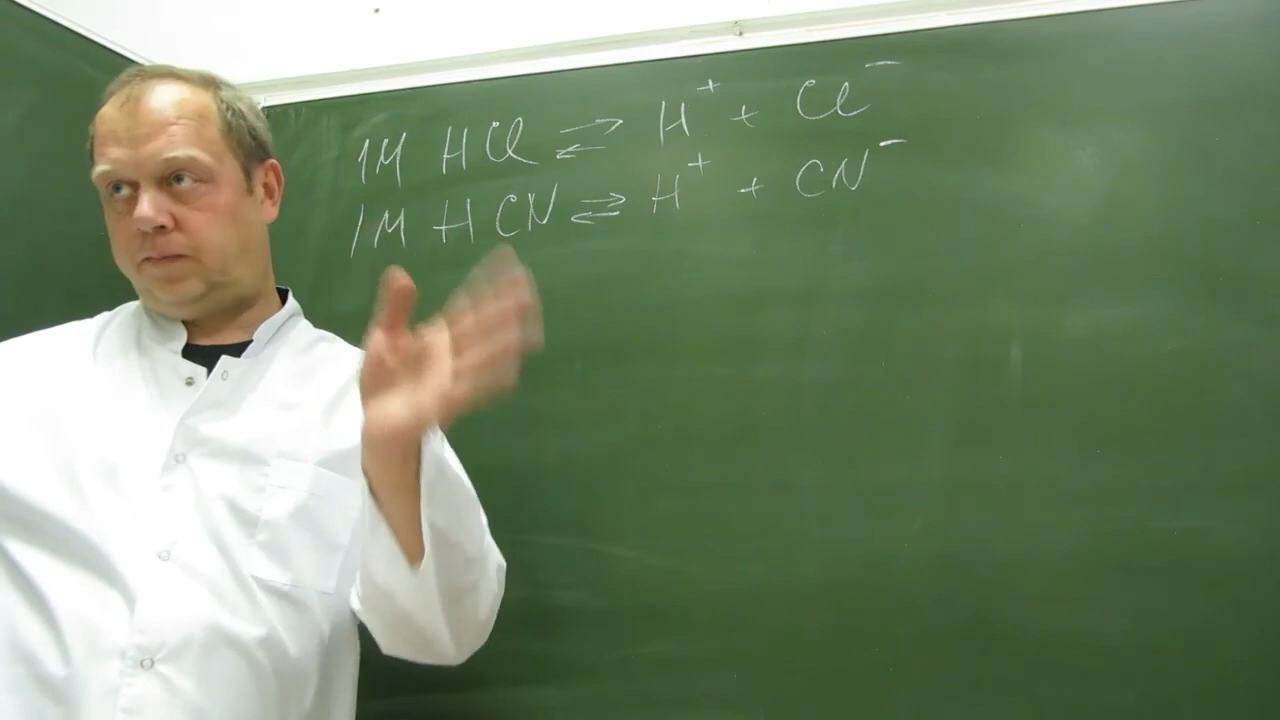 1M HCl ⇄ H⁺ + Cl⁻
1M HCN ⇄ H⁺ + CN⁻